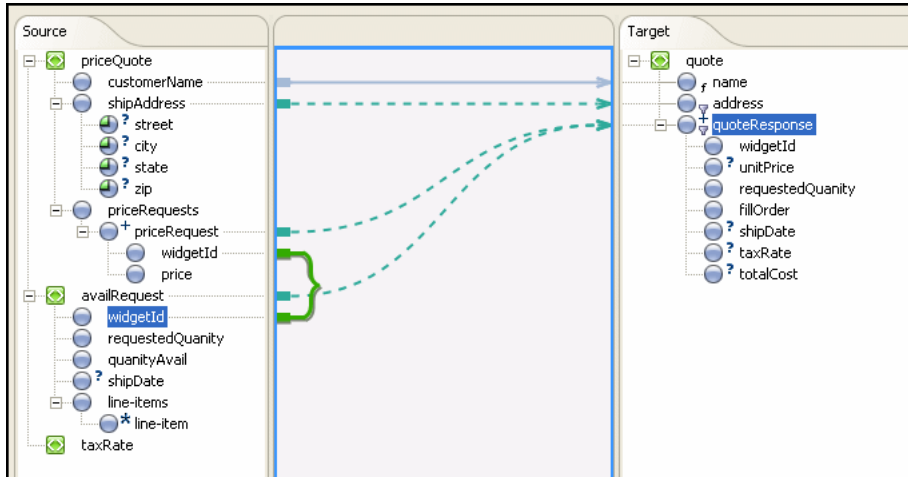 Source
priceQuote
customerName
shipAddress
? street
? city
? state
? zip
priceRequests
+ priceRequest
widgetId
price
availRequest
widgetId
requestedQuanity
quanityAvail
? shipDate
line-items
* line-item
taxRate
Target
quote
f name
address
+ quoteResponse
widgetId
? unitPrice
requestedQuanity
fillOrder
? shipDate
? taxRate
? totalCost